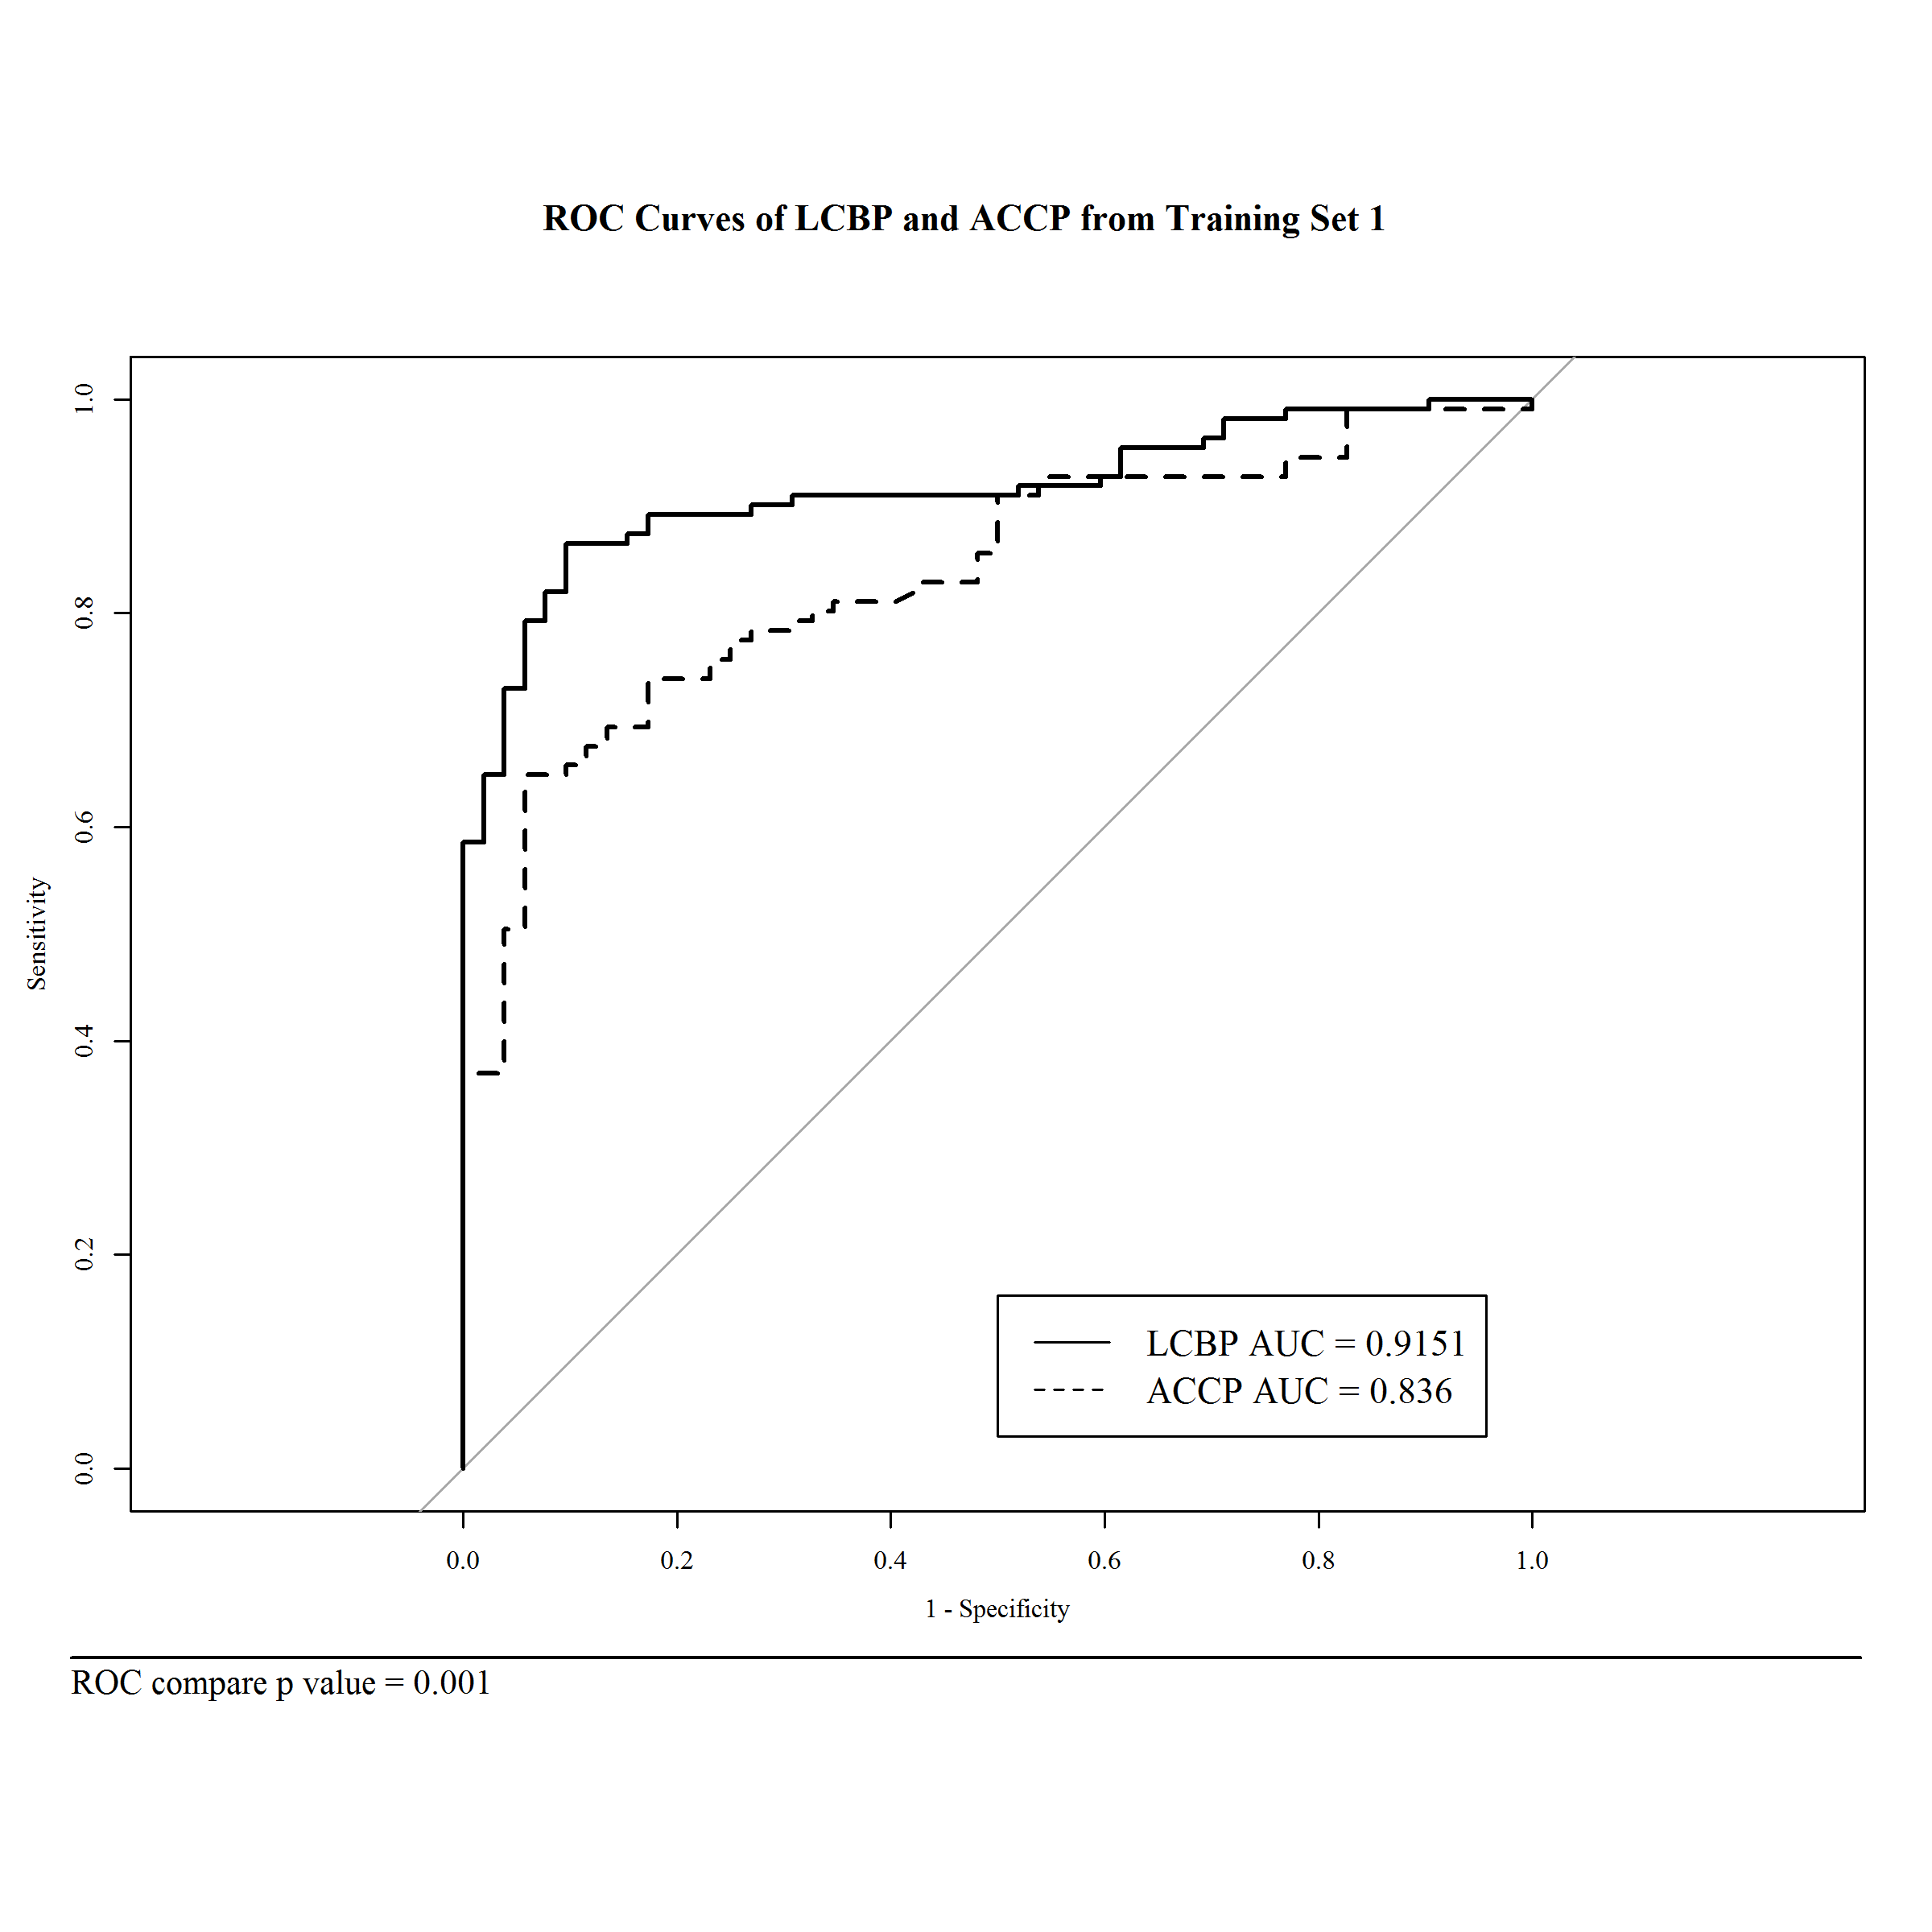 ROC Curves of LCBP and ACCP from Training Set 1
1.0
0.8
0.6
0.4
0.2
0.0
Sensitivity
LCBP AUC = 0.9151
ACCP AUC = 0.836
0.0 0.2 0.4 0.6 0.8 1.0
1 - Specificity
ROC compare p value = 0.001